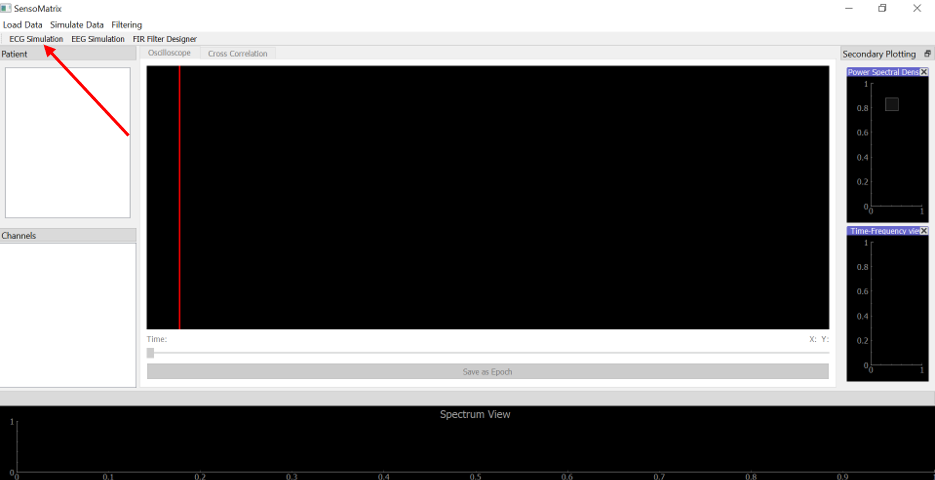 SensoMatrix
Load Data Simulate Data Filtering
ECG Simulation EEG Simulation FIR Filter Designer
Patient
Oscilloscope Cross Correlation
Secondary Plotting
Power Spectral Dens
1
0.8
0.6
0.4
0.2
0
0 1
Channels
Time-Frequency vie
1
0.8
0.6
0.4
0.2
0
0 1
Time: X: Y:
Save as Epoch
Spectrum View
1
0
0 0.1 0.2 0.3 0.4 0.5 0.6 0.7 0.8 0.9